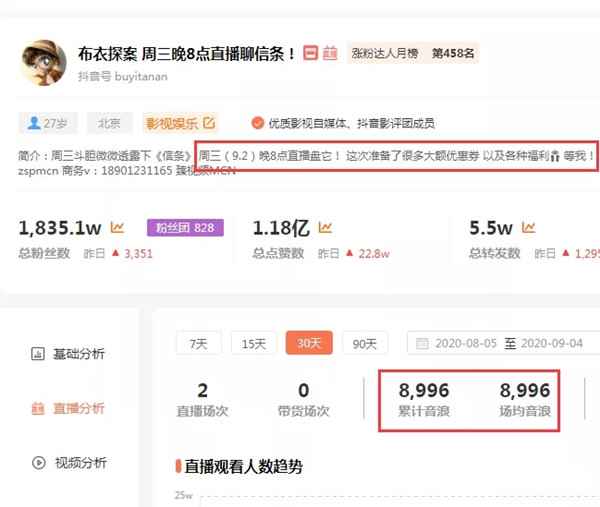 布衣探案 周三晚8点直播聊信条！ 直播 涨粉达人月榜 第458名
抖音号 buyitanan
27岁 北京 影视娱乐 优质影视自媒体、抖音影评团成员
简介：周三斗胆微微透露下《信条》 周三（9.2）晚8点直播盘它！ 这次准备了很多大额优惠券 以及各种福利 等我！
zspmcn 商务v：18901231165 臻视频MCN
1,835.1w 粉丝团 828 1.18亿 5.5w
总粉丝数 昨日 3,351 总点赞数 昨日 22.8w 总转发数 昨日 1,295
基础分析
直播分析
视频分析
7天 15天 30天 90天 2020-08-05 至 2020-09-04
2 0 8,996 8,996
直播场次 带货场次 累计音浪 场均音浪
直播观看人数趋势
25w